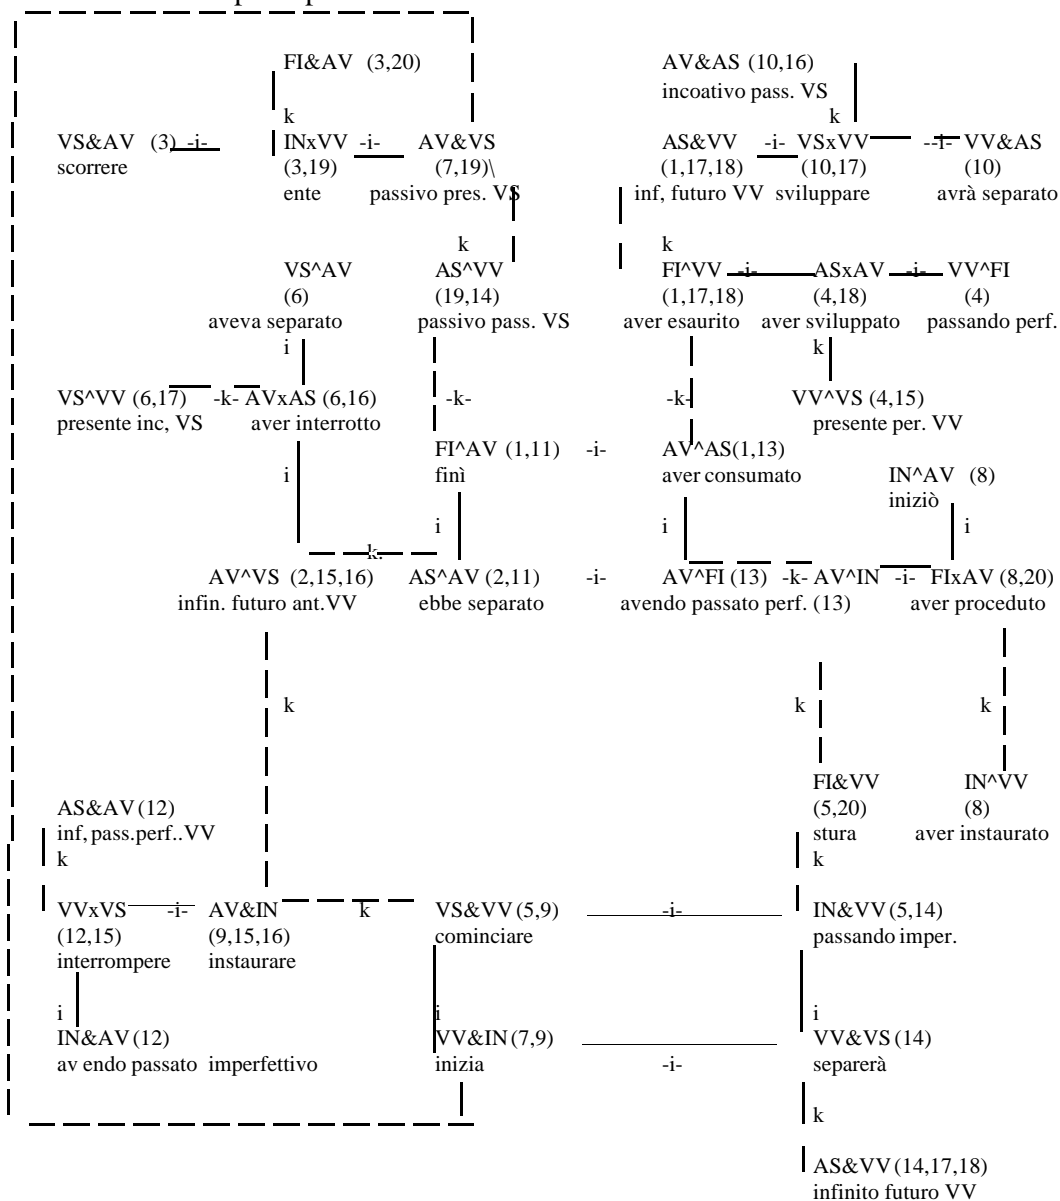 FI&AV (3,20) AV&AS (10,16)
incoativo pass. VS
k k
VS&AV (3) -i- INxVV -i- AV&VS AS&VV -i- VSxVV --i- VV&AS
scorrere (3,19) (7,19)\ (1,17,18) (10,17) (10)
ente passivo pres. VS inf, futuro VV sviluppare avrà separato
k k
VS^AV AS^VV FI^VV -i- ASxAV -i- VV^FI
(6) (19,14) (1,17,18) (4,18) (4)
aveva separato passivo pass. VS aver esaurito aver sviluppato passando perf.
i k
VS^VV (6,17) -k- AVxAS (6,16) -k- -k- VV^VS (4,15)
presente inc, VS aver interrotto presente per. VV
FI^AV (1,11) -i- AV^AS(1,13)
i finì aver consumato IN^AV (8)
iniziò
i i i
k.
AV^VS (2,15,16) AS^AV (2,11) -i- AV^FI (13) -k- AV^IN -i- FIxAV (8,20)
infin. futuro ant.VV ebbe separato avendo passato perf. (13) aver proceduto
k k k
FI&VV IN^VV
AS&AV (12) (5,20) (8)
inf, pass.perf..VV stura aver instaurato
k k
VVxVS -i- AV&IN k VS&VV (5,9) -i- IN&VV (5,14)
(12,15) (9,15,16) cominciare passando imper.
interrompere instaurare
i i i
IN&AV (12) VV&IN (7,9) VV&VS (14)
av endo passato imperfettivo inizia -i- separerà
k
AS&VV (14,17,18)
infinito futuro VV